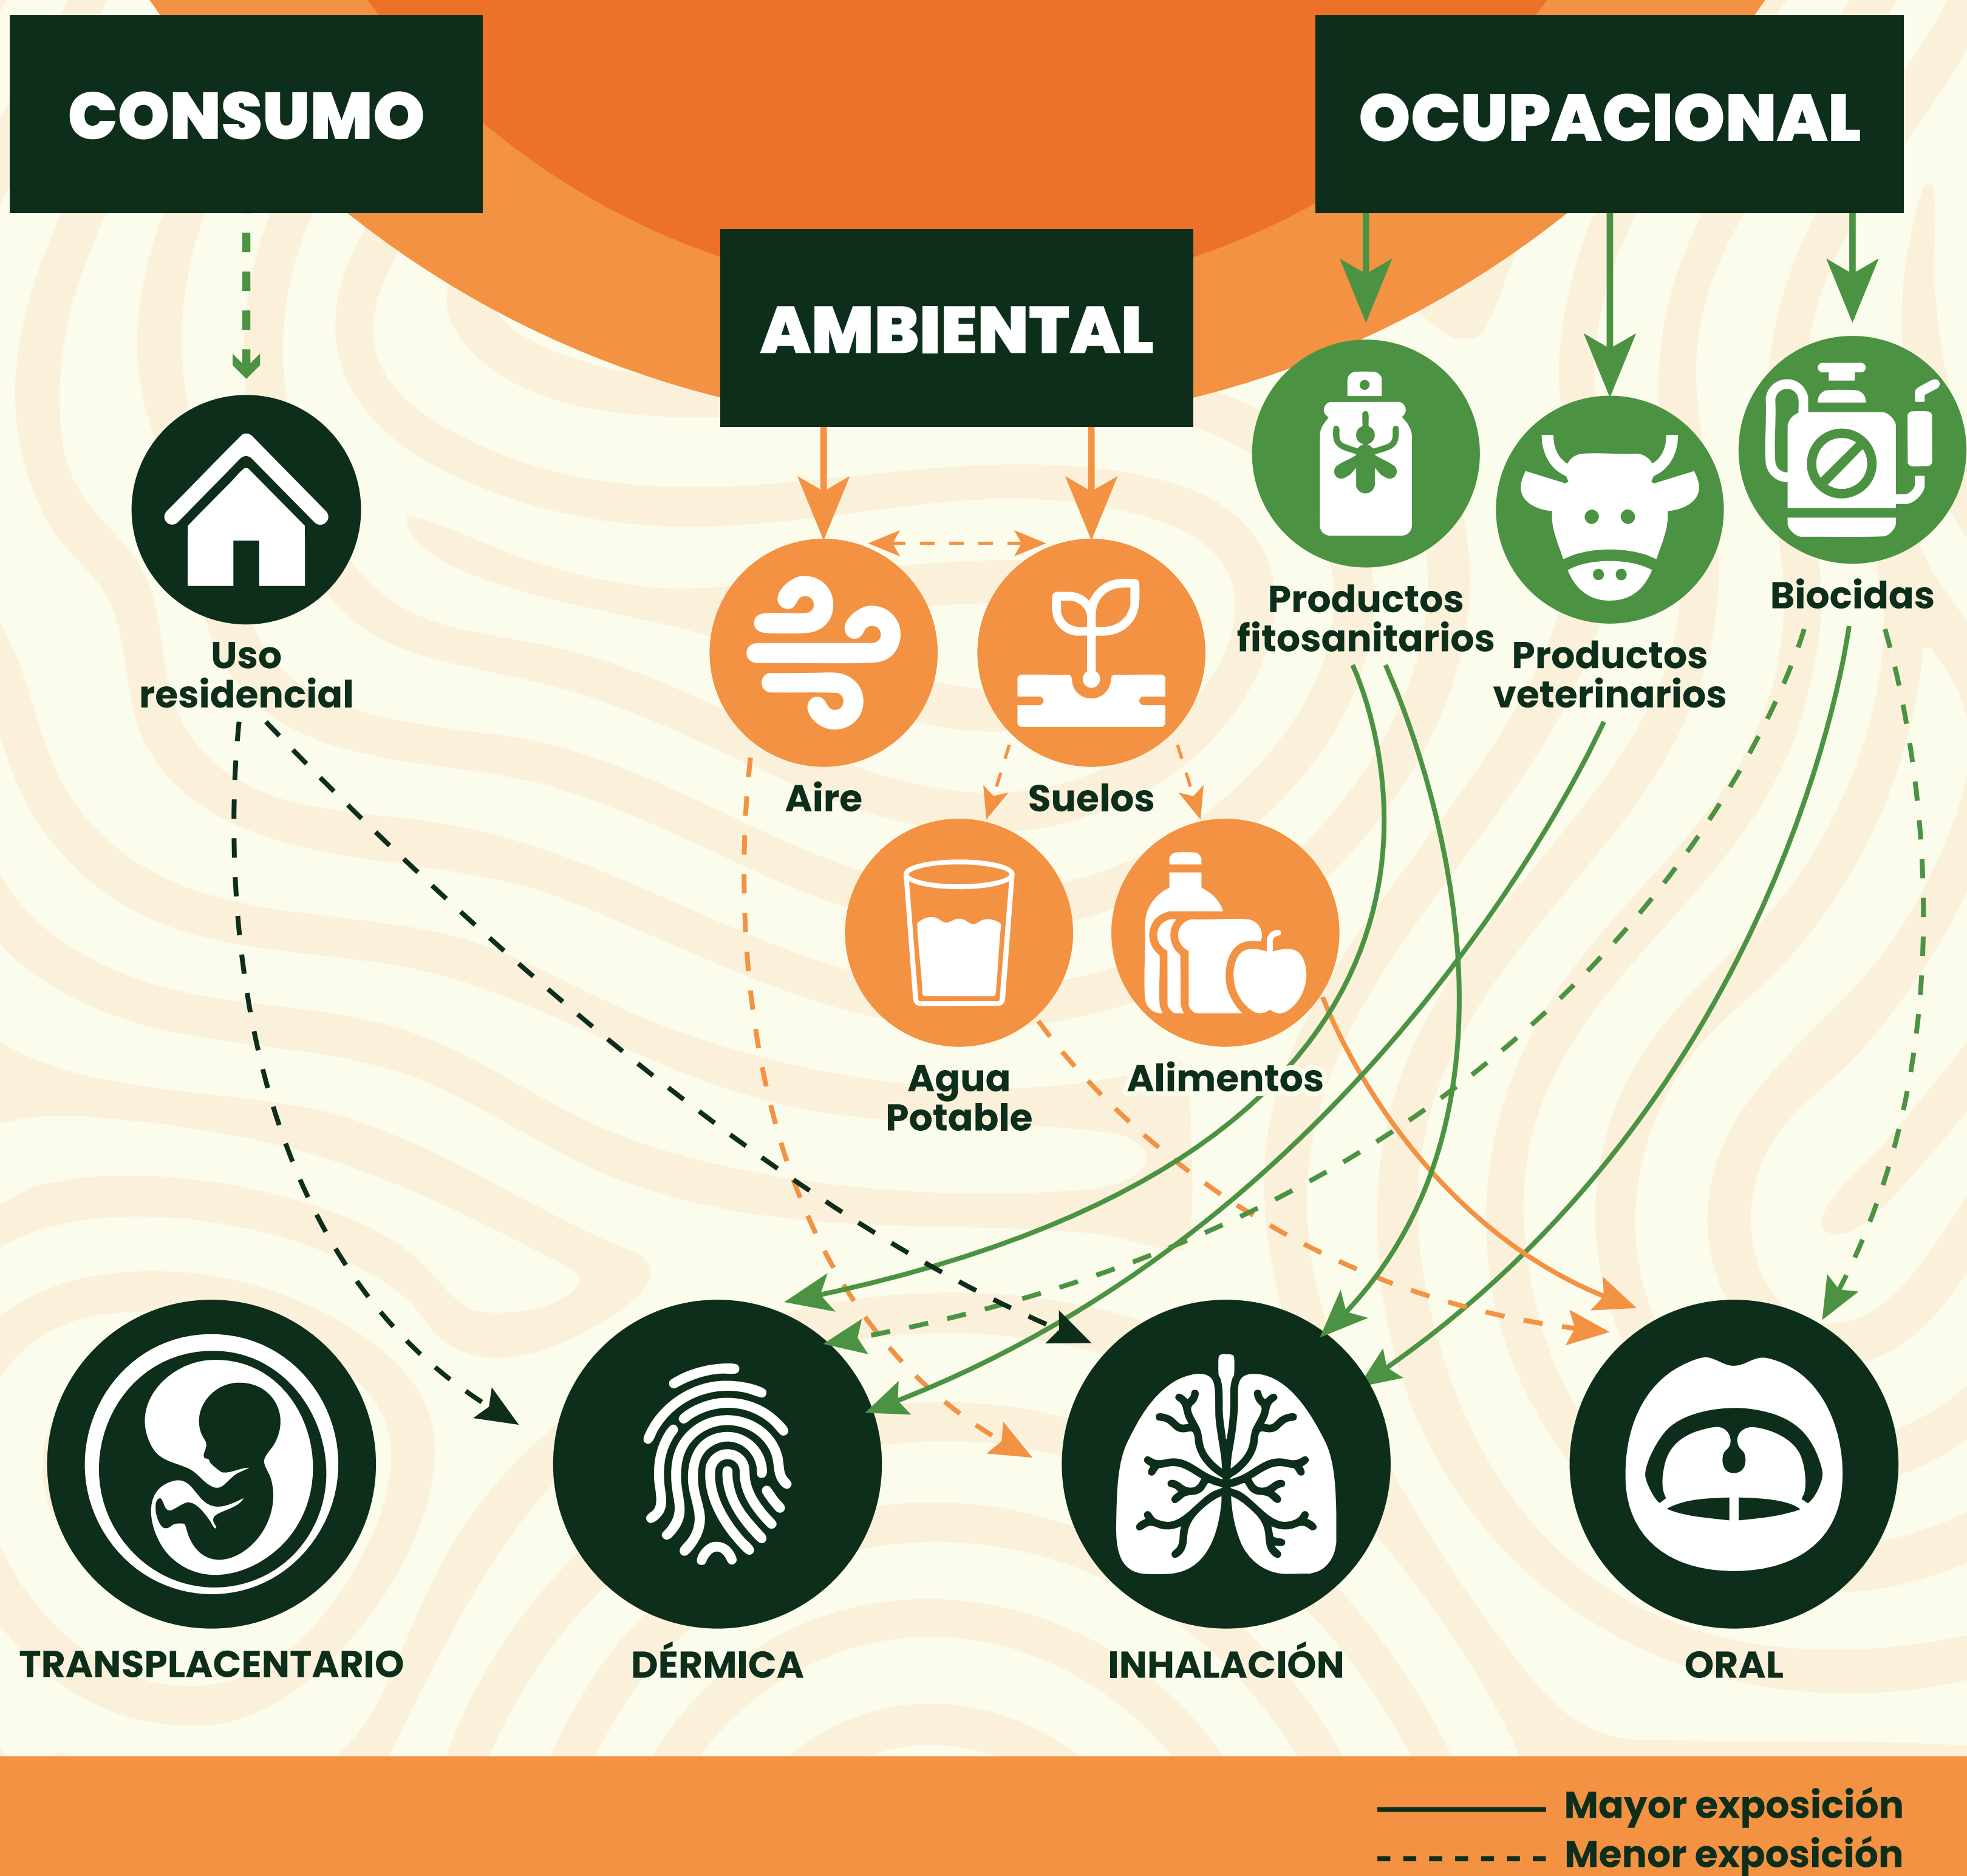 CONSUMO
OCUPACIONAL
AMBIENTAL
Uso
residencial
Aire
Suelos
Productos
fitosanitarios
Productos
veterinarios
Biocidas
Agua
Potable
Alimentos
TRANSPLACENTARIO
DÉRMICA
INHALACIÓN
ORAL
Mayor exposición
Menor exposición